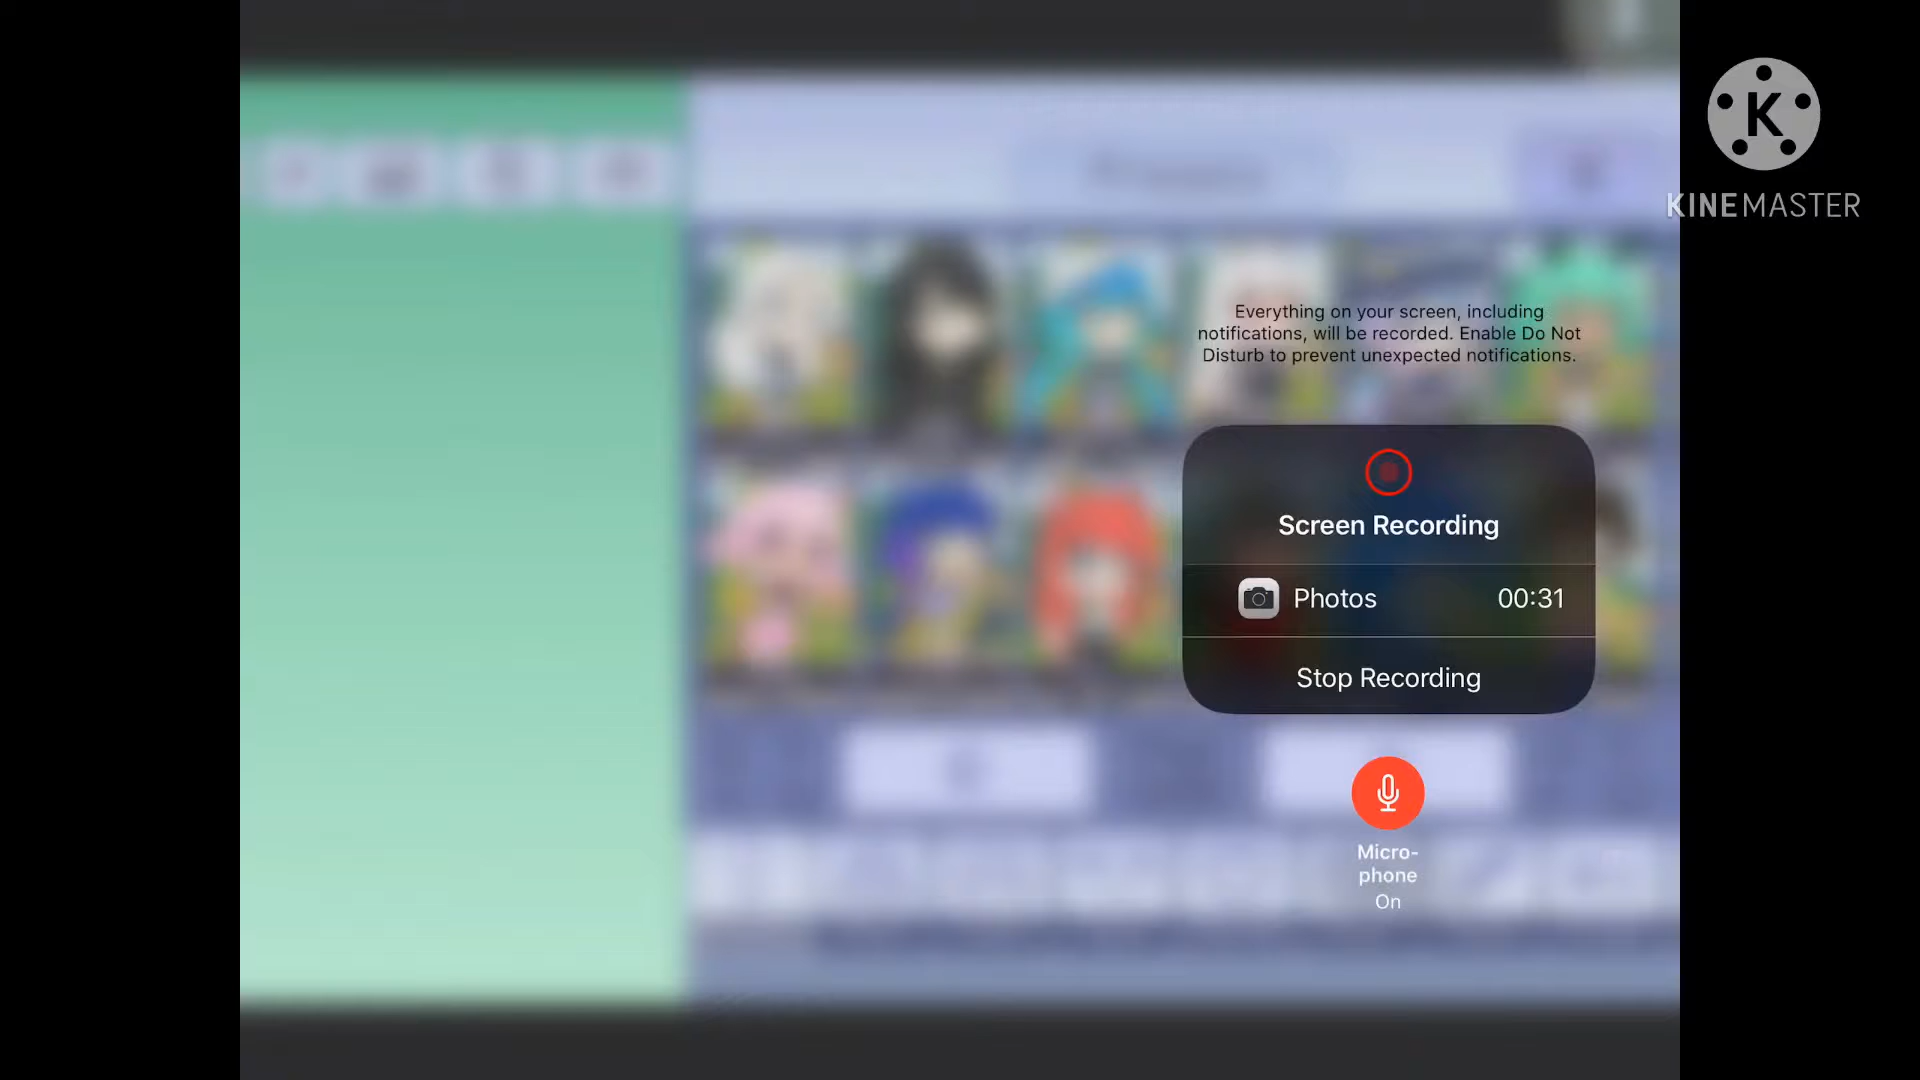 KINEMASTER
Everything on your screen, including
notifications, will be recorded. Enable Do Not
Disturb to prevent unexpected notifications.
Screen Recording
Photos 00:31
Stop Recording
Micro-
phone
On